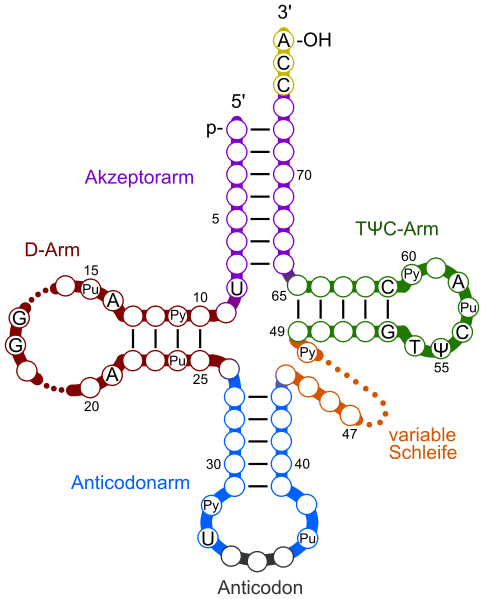 3'
A -OH
C
C
5'
p-
70
Akzeptorarm
5
TΨC-Arm
D-Arm
60
15
Pu
A
10
U
65
C
Py
A
Pu
G
G
Py
49
G
T
Ψ
C
55
Py
A
Pu
25
20
47
variable
Schleife
30
40
Anticodonarm
Py
U
Pu
Anticodon